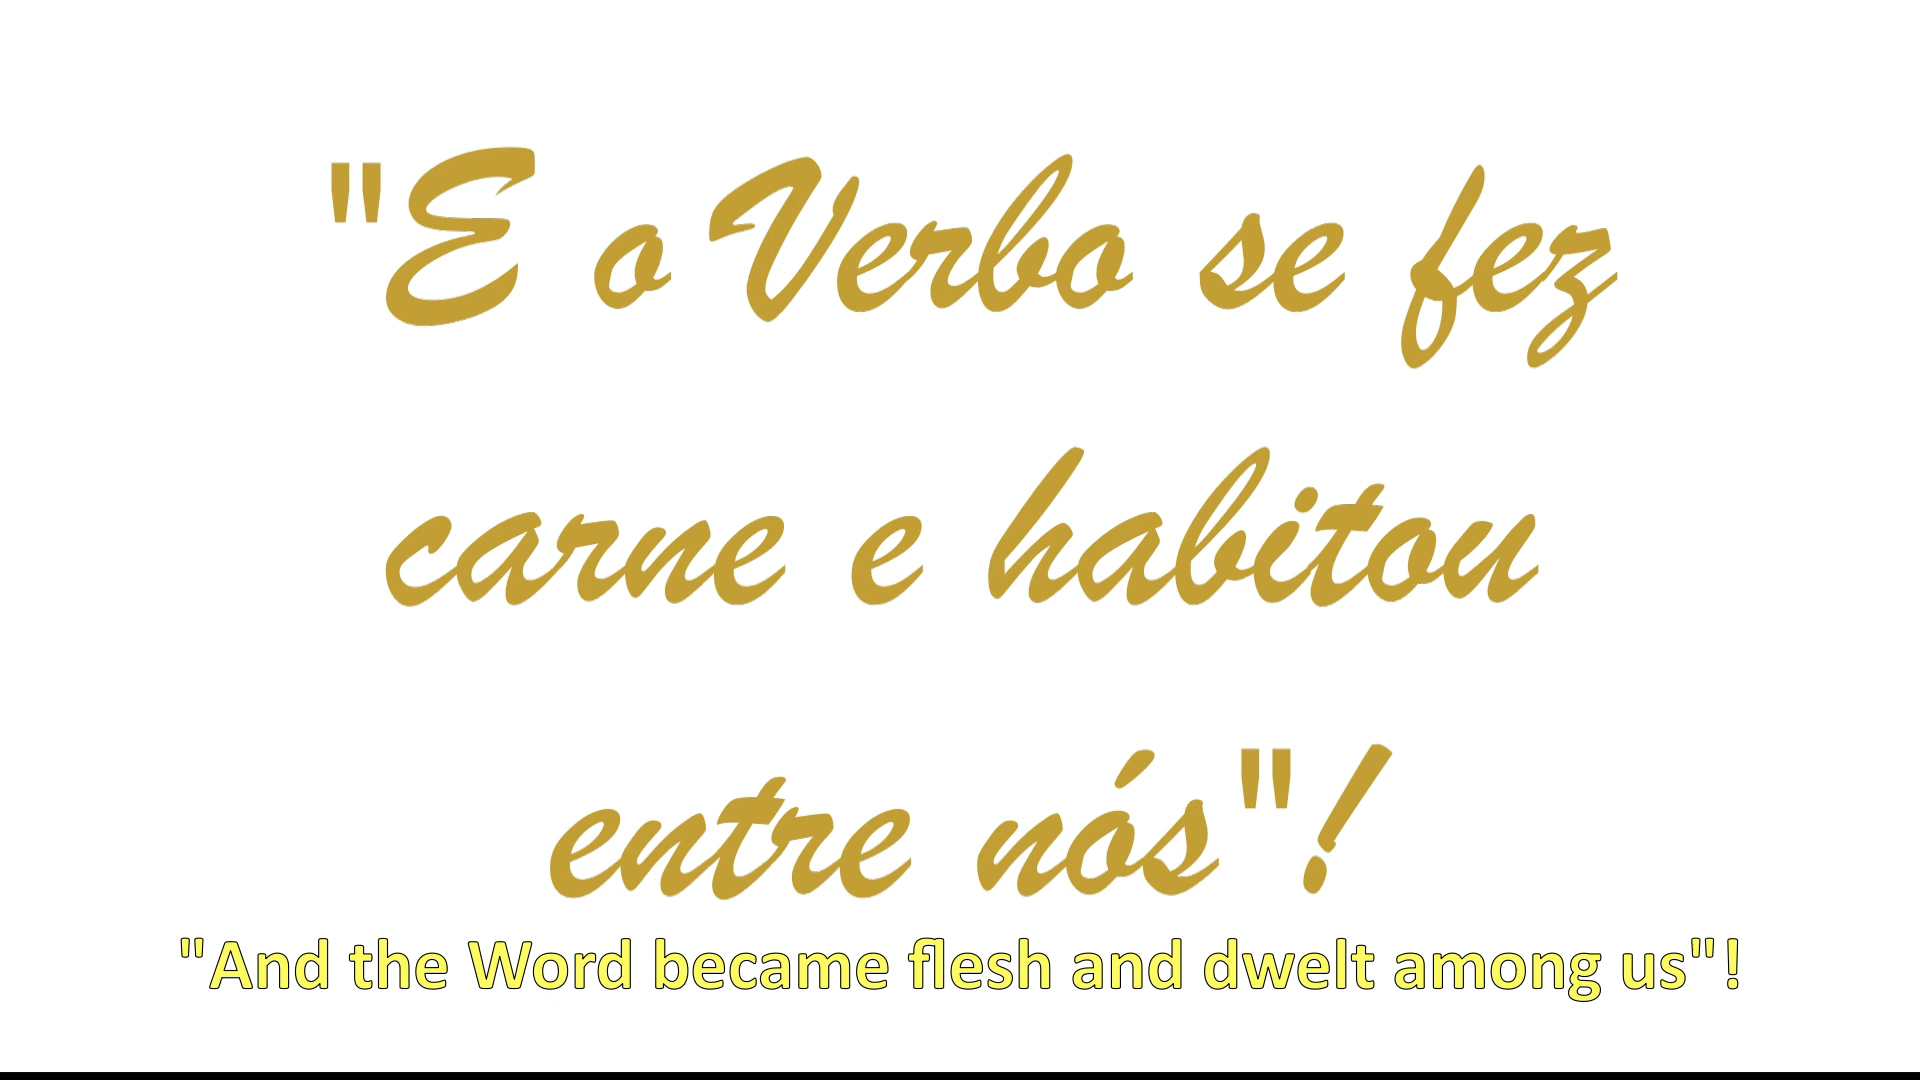 "E o Verbo se fez
carne e habitou
entre nós"!
"And the Word became flesh and dwelt among us"!